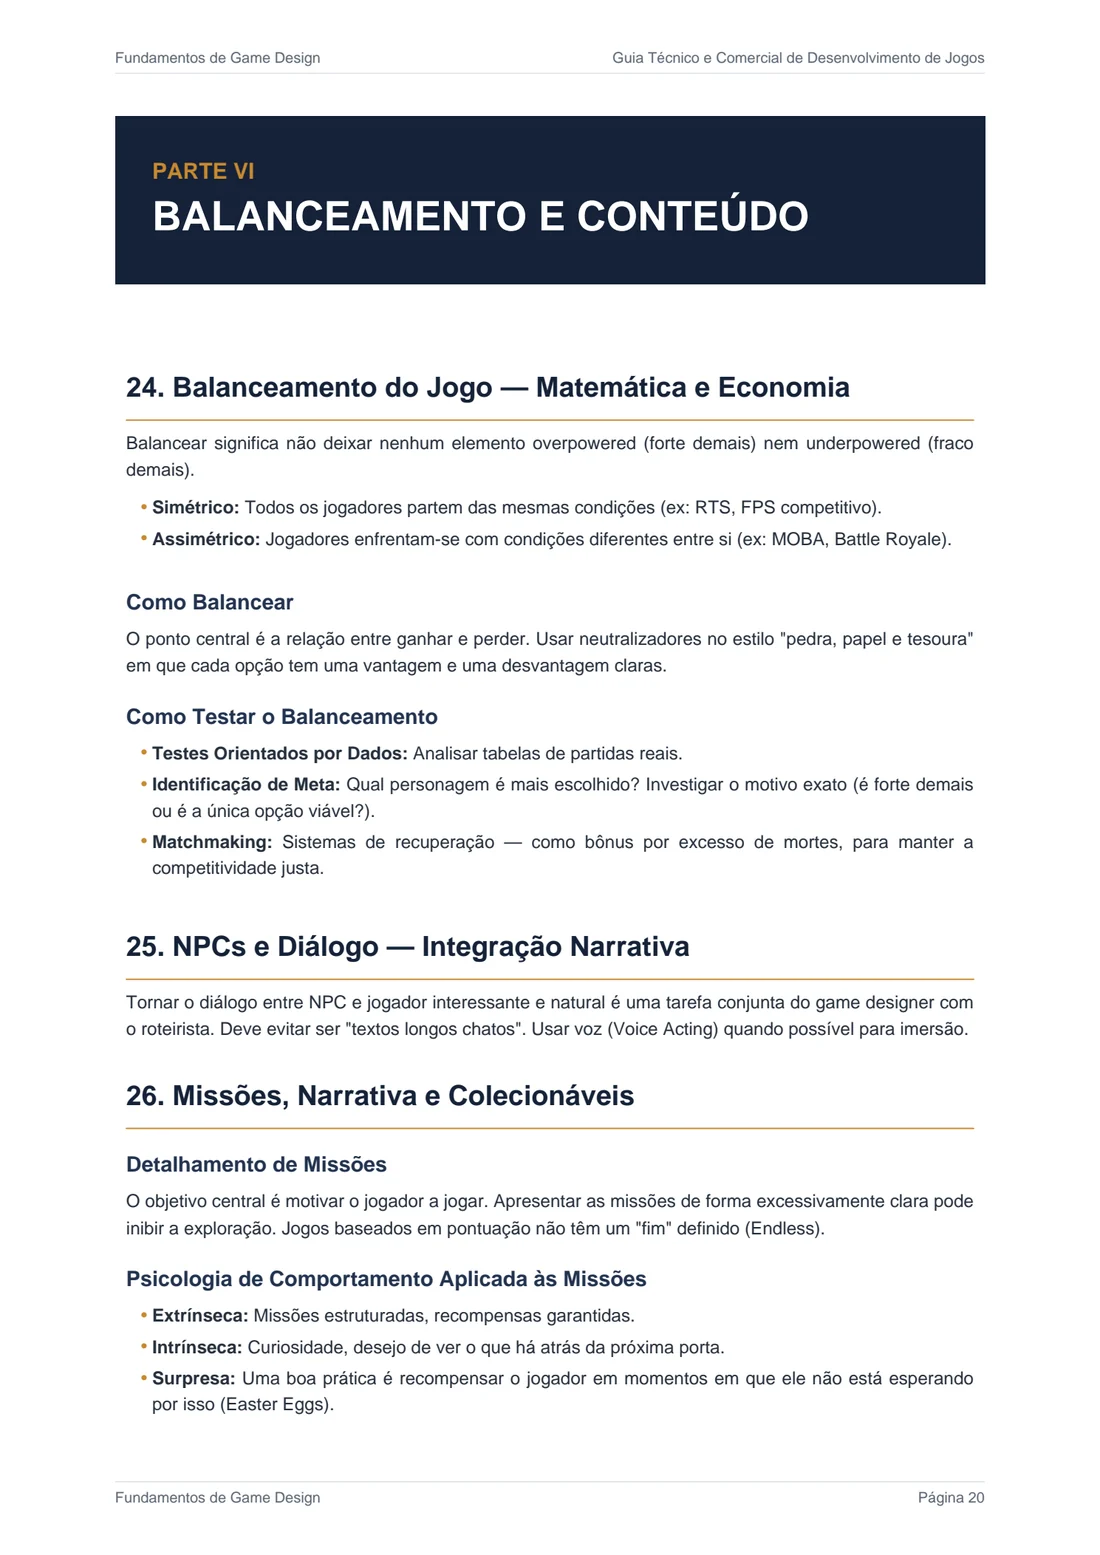 Fundamentos de Game Design
Guia Técnico e Comercial de Desenvolvimento de Jogos
PARTE VI
BALANCEAMENTO E CONTEÚDO
24. Balanceamento do Jogo — Matemática e Economia
Balancear significa não deixar nenhum elemento overpowered (forte demais) nem underpowered (fraco
demais).
• Simétrico: Todos os jogadores partem das mesmas condições (ex: RTS, FPS competitivo).
• Assimétrico: Jogadores enfrentam-se com condições diferentes entre si (ex: MOBA, Battle Royale).
Como Balancear
O ponto central é a relação entre ganhar e perder. Usar neutralizadores no estilo "pedra, papel e tesoura"
em que cada opção tem uma vantagem e uma desvantagem claras.
Como Testar o Balanceamento
• Testes Orientados por Dados: Analisar tabelas de partidas reais.
• Identificação de Meta: Qual personagem é mais escolhido? Investigar o motivo exato (é forte demais
ou é a única opção viável?).
• Matchmaking: Sistemas de recuperação — como bônus por excesso de mortes, para manter a
competitividade justa.
25. NPCs e Diálogo — Integração Narrativa
Tornar o diálogo entre NPC e jogador interessante e natural é uma tarefa conjunta do game designer com
o roteirista. Deve evitar ser "textos longos chatos". Usar voz (Voice Acting) quando possível para imersão.
26. Missões, Narrativa e Colecionáveis
Detalhamento de Missões
O objetivo central é motivar o jogador a jogar. Apresentar as missões de forma excessivamente clara pode
inibir a exploração. Jogos baseados em pontuação não têm um "fim" definido (Endless).
Psicologia de Comportamento Aplicada às Missões
• Extrínseca: Missões estruturadas, recompensas garantidas.
• Intrínseca: Curiosidade, desejo de ver o que há atrás da próxima porta.
• Surpresa: Uma boa prática é recompensar o jogador em momentos em que ele não está esperando
por isso (Easter Eggs).
Fundamentos de Game Design
Página 20